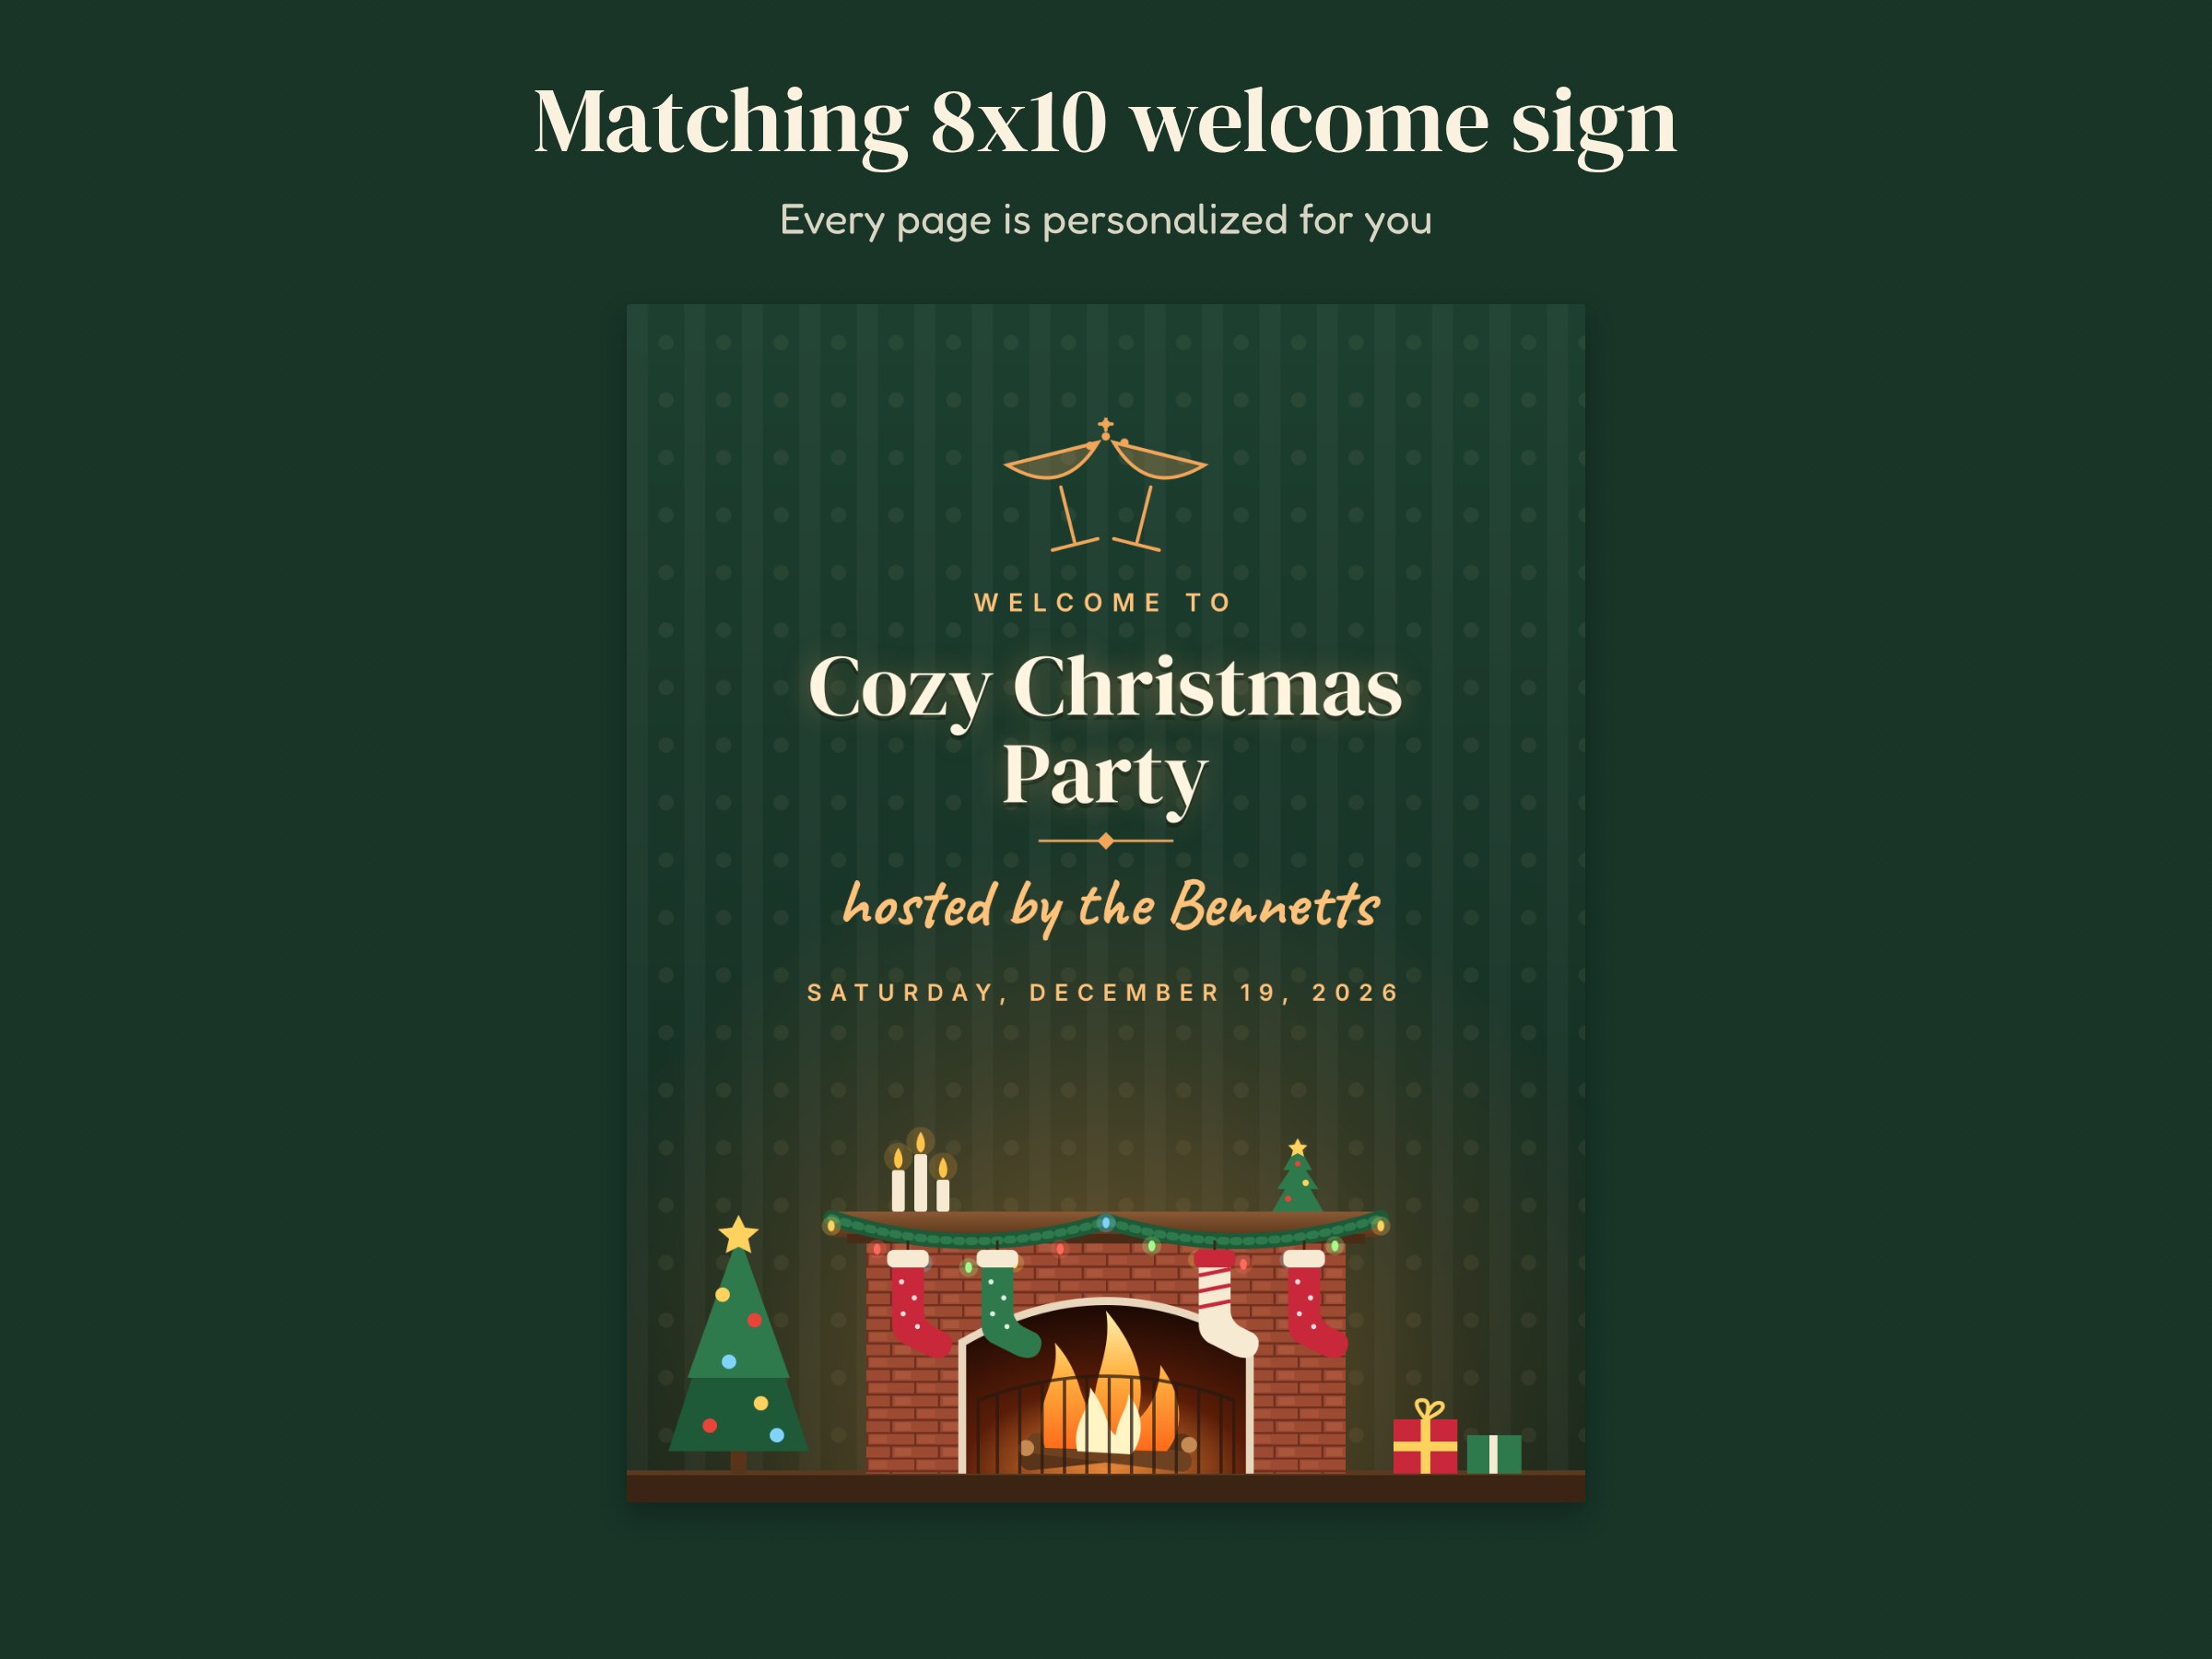 Matching 8x10 welcome sign
Every page is personalized for you
WELCOME TO
Cozy Christmas
Party
hosted by the Bennetts
SATURDAY, DECEMBER 19, 2026